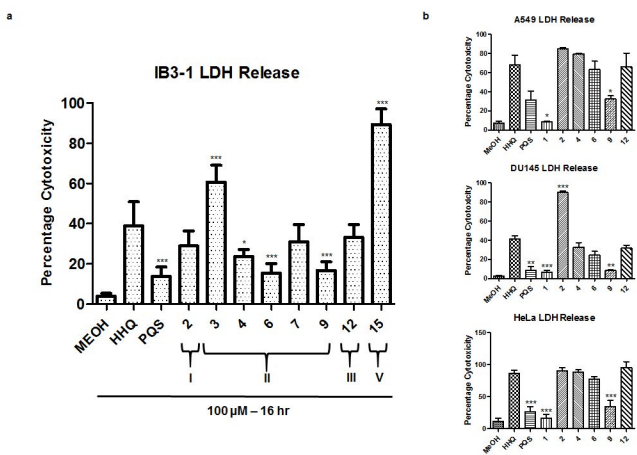 a
IB3-1 LDH Release
Percentage Cytotoxicity
100
80
60
40
20
0
***
***
*
***
***
***
MEOH
HHQ
PQS
2
3
4
6
7
9
12
15
I
II
III
V
100 µM – 16 hr
b
A549 LDH Release
Percentage Cytotoxicity
100
80
60
40
20
0
*
*
MeOH
HHQ
PQS
1
2
4
6
9
12
DU145 LDH Release
Percentage Cytotoxicity
100
80
60
40
20
0
**
***
***
**
MeOH
HHQ
PQS
1
2
4
6
9
12
HeLa LDH Release
Percentage Cytotoxicity
150
100
50
0
***
***
***
MeOH
HHQ
PQS
1
2
4
6
9
12